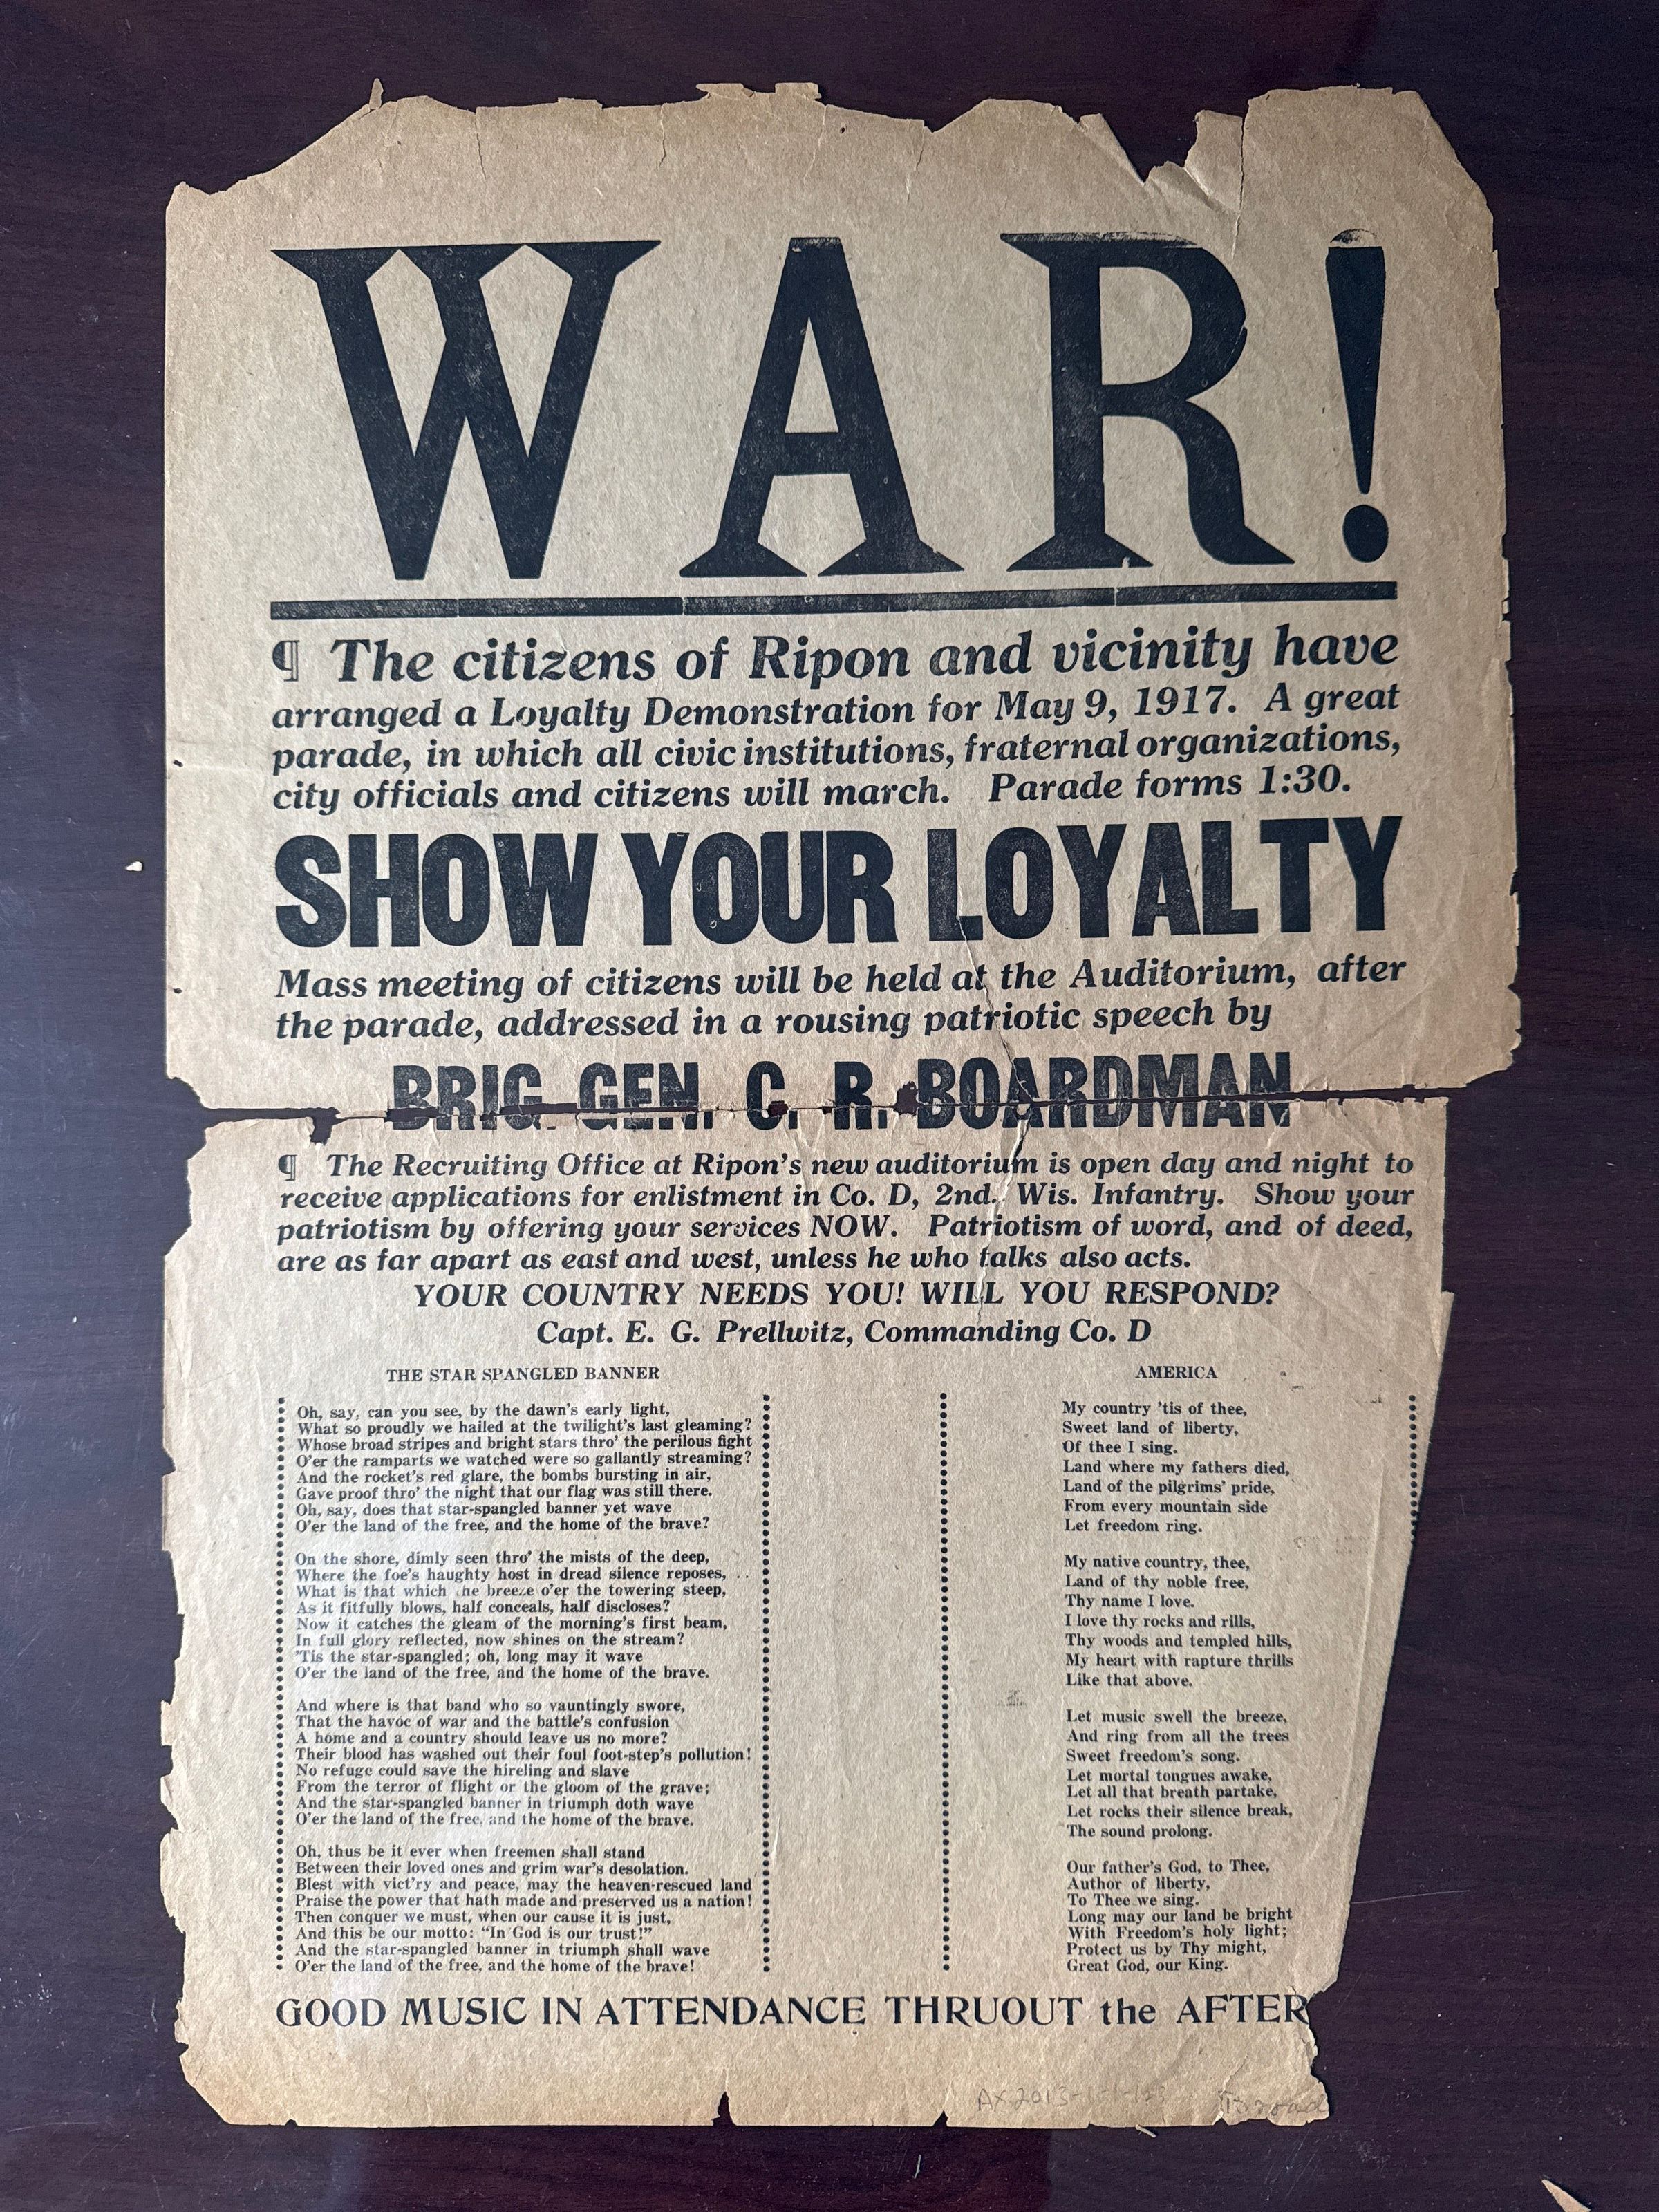 WAR!
¶ The citizens of Ripon and vicinity have
arranged a Loyalty Demonstration for May 9, 1917. A great
parade, in which all civic institutions, fraternal organizations,
city officials and citizens will march. Parade forms 1:30.
SHOW YOUR LOYALTY
Mass meeting of citizens will be held at the Auditorium, after
the parade, addressed in a rousing patriotic speech by
BRIG. GEN. C. R. BOARDMAN
¶ The Recruiting Office at Ripon's new auditorium is open day and night to
receive applications for enlistment in Co. D, 2nd. Wis. Infantry. Show your
patriotism by offering your services NOW. Patriotism of word, and of deed,
are as far apart as east and west, unless he who talks also acts.
YOUR COUNTRY NEEDS YOU! WILL YOU RESPOND?
Capt. E. G. Prellwitz, Commanding Co. D
THE STAR SPANGLED BANNER
Oh, say, can you see, by the dawn's early light,
What so proudly we hailed at the twilight's last gleaming?
Whose broad stripes and bright stars thro' the perilous fight
O'er the ramparts we watched were so gallantly streaming?
And the rocket's red glare, the bombs bursting in air,
Gave proof thro' the night that our flag was still there.
Oh, say, does that star-spangled banner yet wave
O'er the land of the free, and the home of the brave?
On the shore, dimly seen thro' the mists of the deep,
Where the foe's haughty host in dread silence reposes,
What is that which he breeze o'er the towering steep,
As it fitfully blows, half conceals, half discloses?
Now it catches the gleam of the morning's first beam,
In full glory reflected, now shines on the stream?
'Tis the star-spangled; oh, long may it wave
O'er the land of the free, and the home of the brave.
And where is that band who so vauntingly swore,
That the havoc of war and the battle's confusion
A home and a country should leave us no more?
Their blood has washed out their foul foot-step's pollution!
No refuge could save the hireling and slave
From the terror of flight or the gloom of the grave;
And the star-spangled banner in triumph doth wave
O'er the land of the free, and the home of the brave.
Oh, thus be it ever when freemen shall stand
Between their loved ones and grim war's desolation.
Blest with vict'ry and peace, may the heaven-rescued land
Praise the power that hath made and preserved us a nation!
Then conquer we must, when our cause it is just,
And this be our motto: "In God is our trust!"
And the star-spangled banner in triumph shall wave
O'er the land of the free, and the home of the brave!
AMERICA
My country 'tis of thee,
Sweet land of liberty,
Of thee I sing.
Land where my fathers died,
Land of the pilgrims' pride,
From every mountain side
Let freedom ring.
My native country, thee,
Land of thy noble free,
Thy name I love.
I love thy rocks and rills,
Thy woods and templed hills,
My heart with rapture thrills
Like that above.
Let music swell the breeze,
And ring from all the trees
Sweet freedom's song.
Let mortal tongues awake,
Let all that breath partake,
Let rocks their silence break,
The sound prolong.
Our father's God, to Thee,
Author of liberty,
To Thee we sing.
Long may our land be bright
With Freedom's holy light;
Protect us by Thy might,
Great God, our King.
GOOD MUSIC IN ATTENDANCE THRUOUT the AFTER
Broad